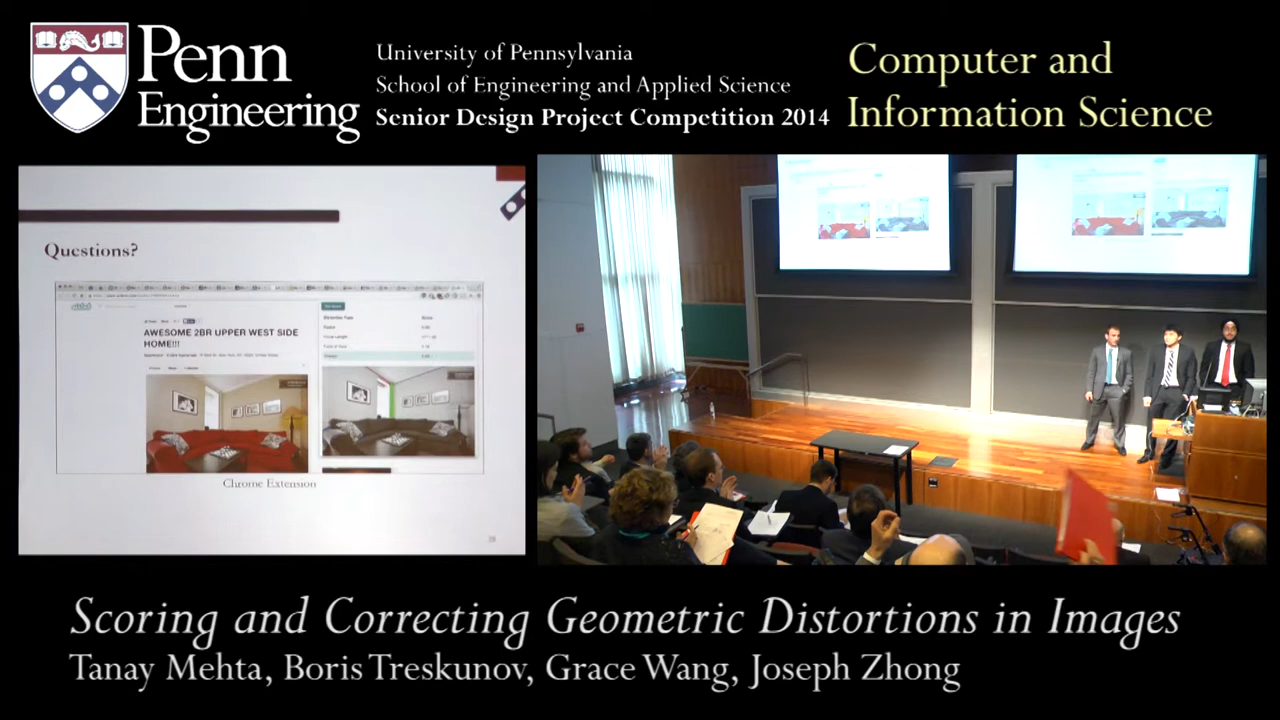 Penn
Engineering
University of Pennsylvania
School of Engineering and Applied Science
Senior Design Project Competition 2014
Computer and
Information Science
Questions?
AWESOME 2BR UPPER WEST SIDE
HOME!!!
Chrome Extension
Scoring and Correcting Geometric Distortions in Images
Tanay Mehta, Boris Treskunov, Grace Wang, Joseph Zhong